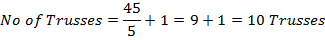 No of Trusses = 45/5 + 1 = 9 + 1 = 10 Trusses